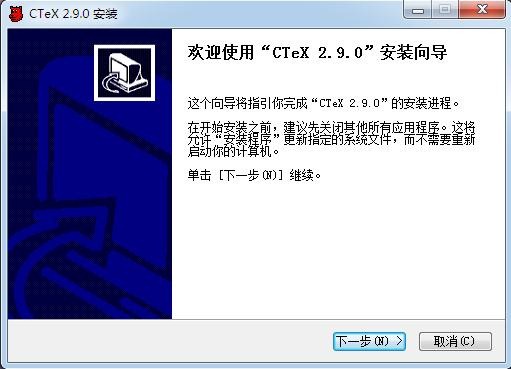 CTeX 2.9.0 安装
欢迎使用“CTeX 2.9.0”安装向导
这个向导将指引你完成“CTeX 2.9.0”的安装进程。
在开始安装之前，建议先关闭其他所有应用程序。这将
允许“安装程序”更新指定的系统文件，而不需要重新
启动你的计算机。
单击 [下一步(N)] 继续。
下一步(N) >
取消(C)